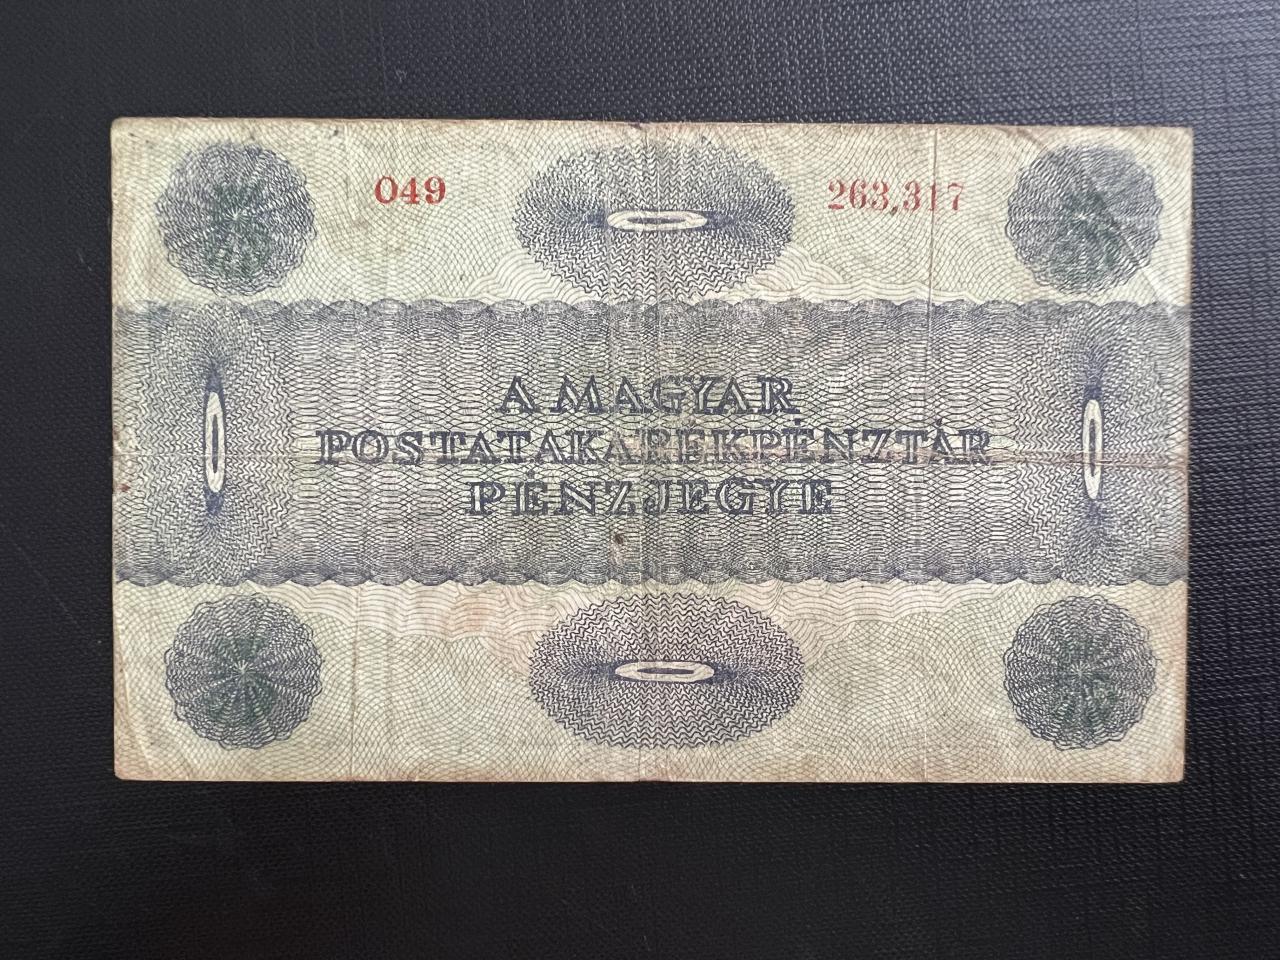 049 263,317
A MAGYAR
POSTATAKARÉKPÉNZTÁR
PÉNZJEGYE